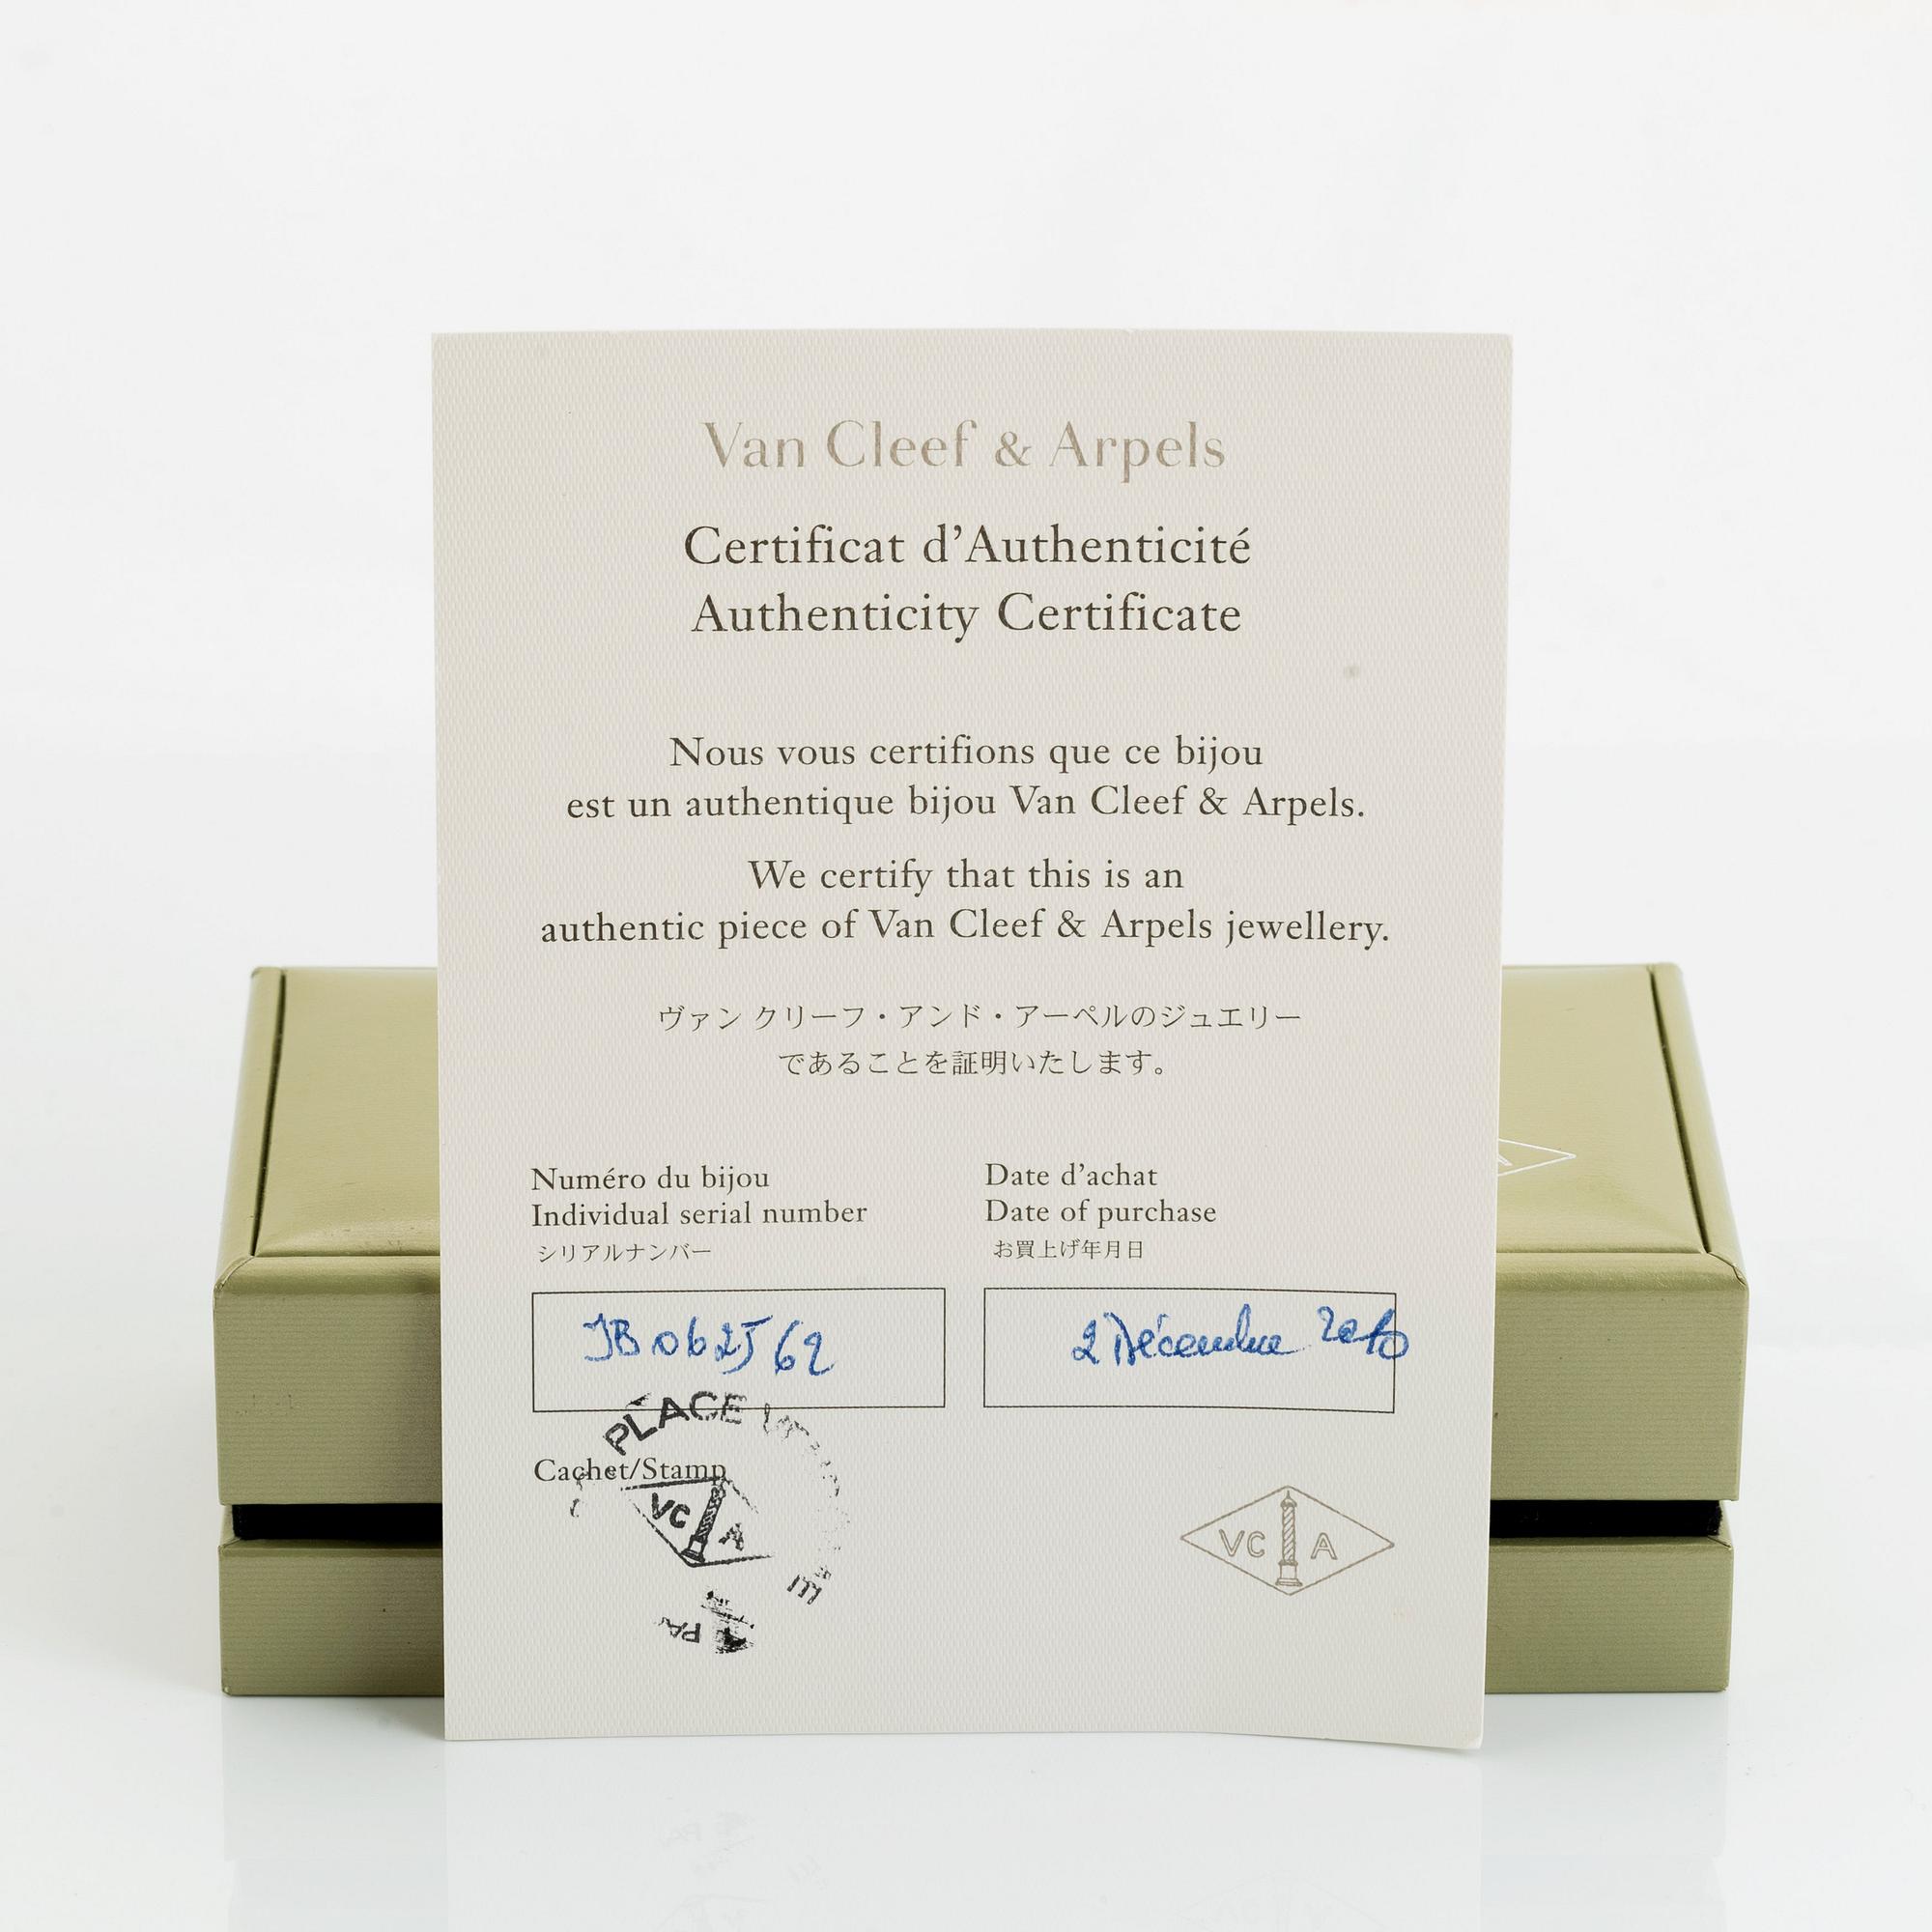 Van Cleef & Arpels
Certificat d'Authenticité
Authenticity Certificate
Nous vous certifions que ce bijou
est un authentique bijou Van Cleef & Arpels.
We certify that this is an
authentic piece of Van Cleef & Arpels jewellery.
ヴァン クリーフ・アンド・アーペルのジュエリー
であることを証明いたします。
Numéro du bijou
Individual serial number
シリアルナンバー
Date d'achat
Date of purchase
お買上げ年月日
2 Décembre 2010
PLACE
Cachet/Stamp
VC A
VC A